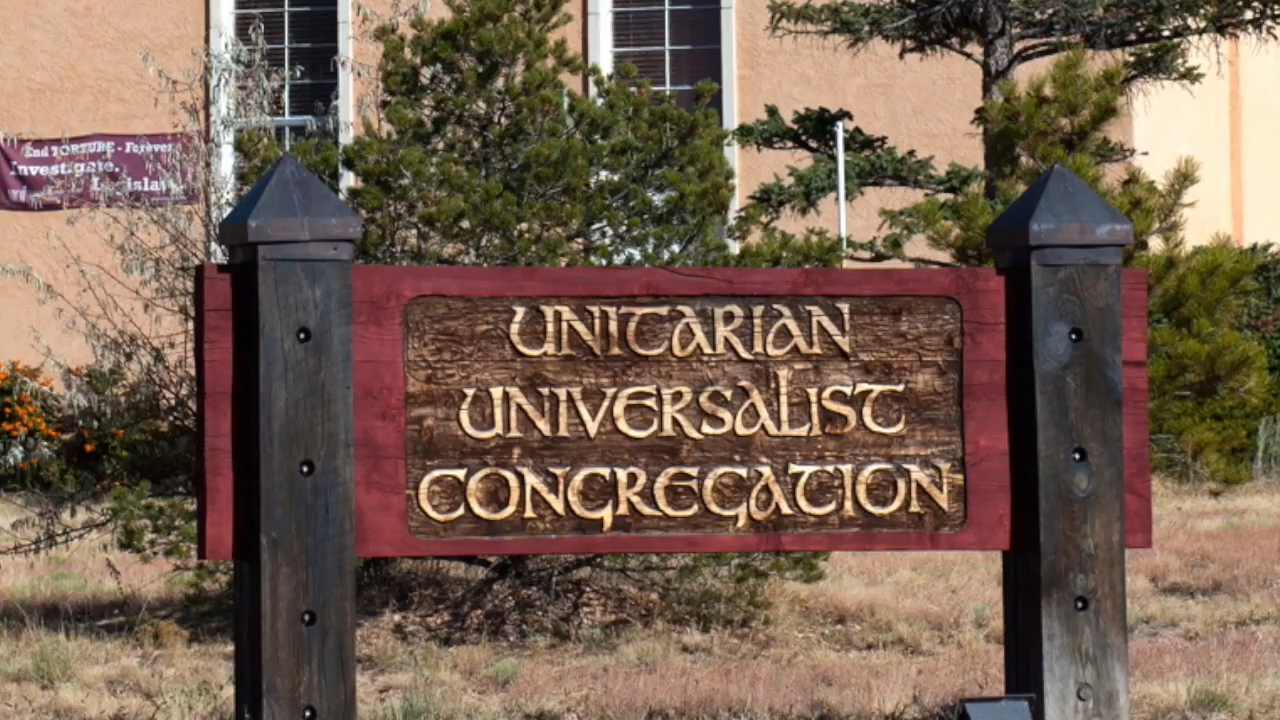 End TORTURE - Forever
Investigate.
UNITARIAN
UNIVERSALIST
CONGREGATION